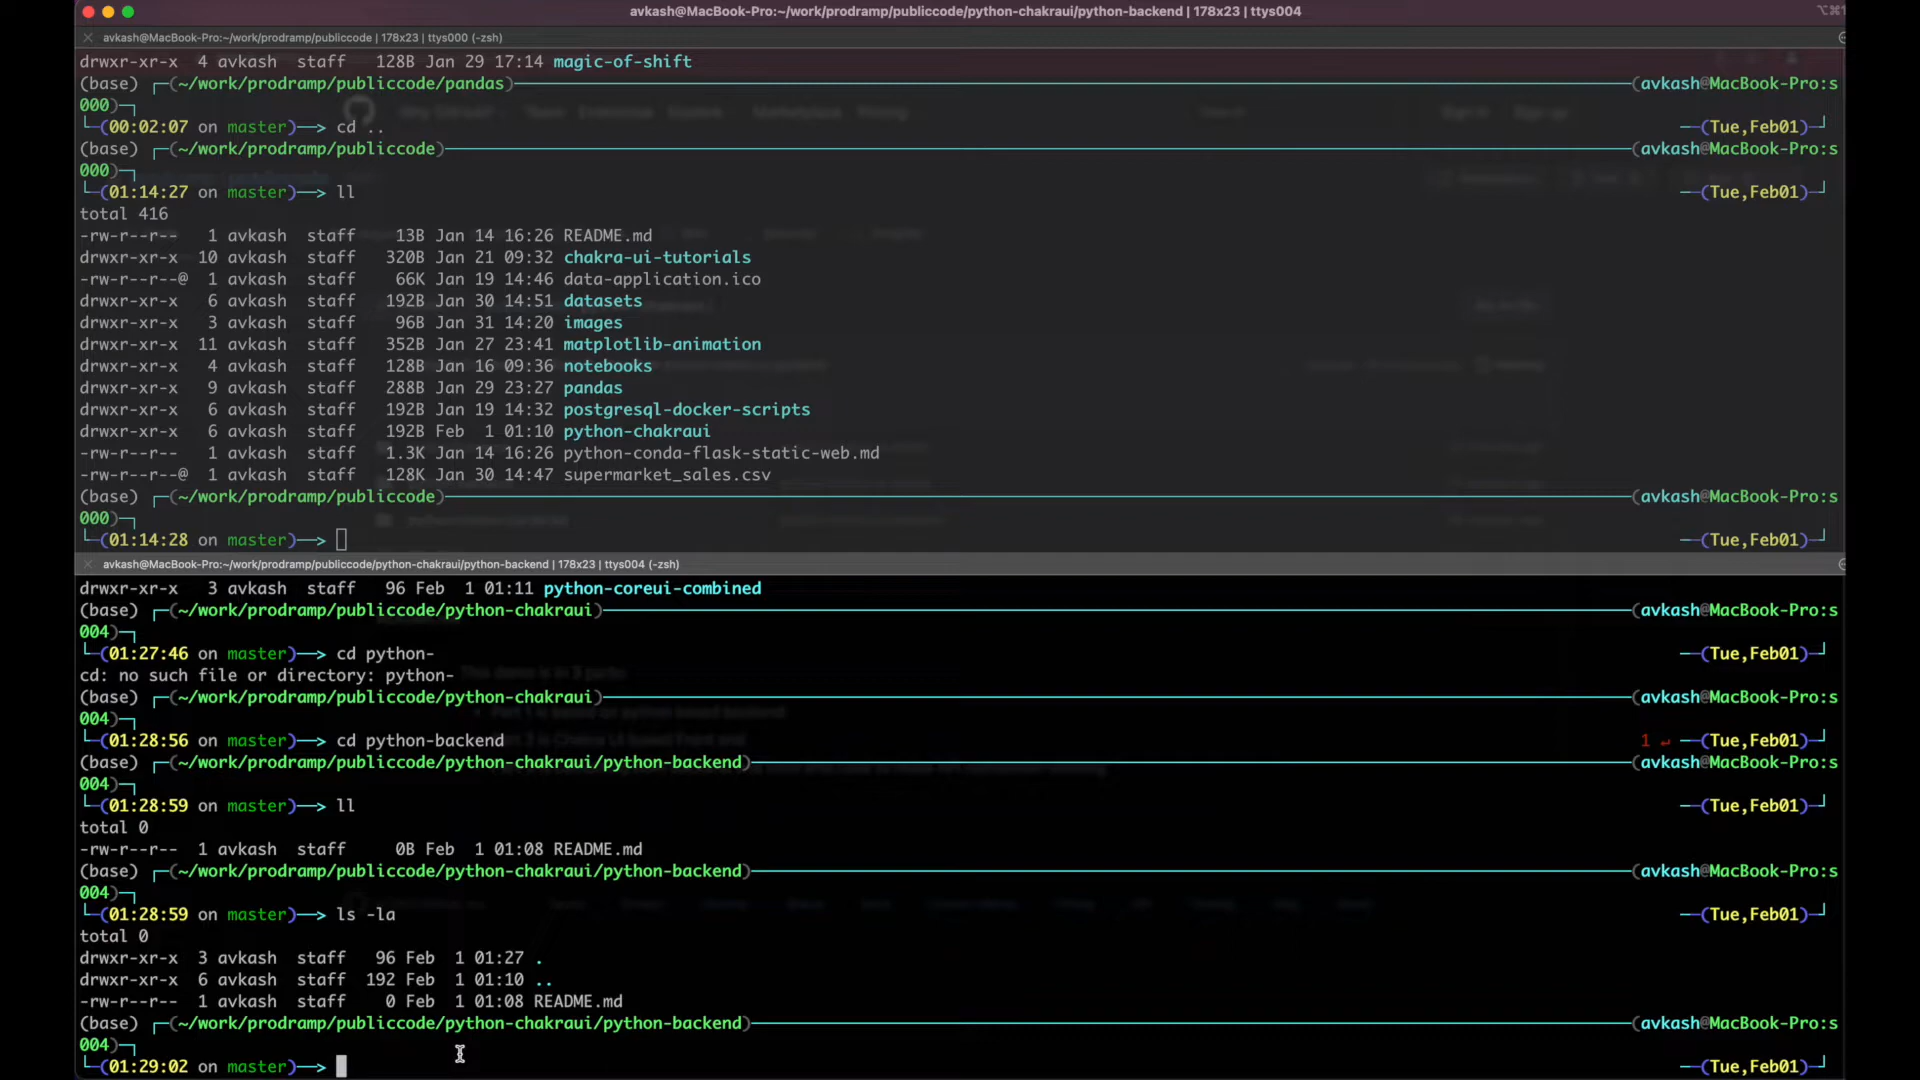 avkash@MacBook-Pro:~/work/prodramp/publiccode/python-chakraui/python-backend | 178x23 | ttys004
avkash@MacBook-Pro:~/work/prodramp/publiccode | 178x23 | ttys000 (-zsh)
drwxr-xr-x 4 avkash staff 128B Jan 29 17:14 magic-of-shift
(base) ┌─(~/work/prodramp/publiccode/pandas)────(avkash@MacBook-Pro:s
000)─┐
└─(00:02:07 on master)──> cd .. ──(Tue,Feb01)─┘
(base) ┌─(~/work/prodramp/publiccode)────(avkash@MacBook-Pro:s
000)─┐
└─(01:14:27 on master)──> ll ──(Tue,Feb01)─┘
total 416
-rw-r--r-- 1 avkash staff 13B Jan 14 16:26 README.md
drwxr-xr-x 10 avkash staff 320B Jan 21 09:32 chakra-ui-tutorials
-rw-r--r--@ 1 avkash staff 66K Jan 19 14:46 data-application.ico
drwxr-xr-x 6 avkash staff 192B Jan 30 14:51 datasets
drwxr-xr-x 3 avkash staff 96B Jan 31 14:20 images
drwxr-xr-x 11 avkash staff 352B Jan 27 23:41 matplotlib-animation
drwxr-xr-x 4 avkash staff 128B Jan 16 09:36 notebooks
drwxr-xr-x 9 avkash staff 288B Jan 29 23:27 pandas
drwxr-xr-x 6 avkash staff 192B Jan 19 14:32 postgresql-docker-scripts
drwxr-xr-x 6 avkash staff 192B Feb 1 01:10 python-chakraui
-rw-r--r-- 1 avkash staff 1.3K Jan 14 16:26 python-conda-flask-static-web.md
-rw-r--r--@ 1 avkash staff 128K Jan 30 14:47 supermarket_sales.csv
(base) ┌─(~/work/prodramp/publiccode)────(avkash@MacBook-Pro:s
000)─┐
└─(01:14:28 on master)──> ──(Tue,Feb01)─┘
avkash@MacBook-Pro:~/work/prodramp/publiccode/python-chakraui/python-backend | 178x23 | ttys004 (-zsh)
drwxr-xr-x 3 avkash staff 96 Feb 1 01:11 python-coreui-combined
(base) ┌─(~/work/prodramp/publiccode/python-chakraui)────(avkash@MacBook-Pro:s
004)─┐
└─(01:27:46 on master)──> cd python- ──(Tue,Feb01)─┘
cd: no such file or directory: python-
(base) ┌─(~/work/prodramp/publiccode/python-chakraui)────(avkash@MacBook-Pro:s
004)─┐
└─(01:28:56 on master)──> cd python-backend 1 ↵ ──(Tue,Feb01)─┘
(base) ┌─(~/work/prodramp/publiccode/python-chakraui/python-backend)────(avkash@MacBook-Pro:s
004)─┐
└─(01:28:59 on master)──> ll ──(Tue,Feb01)─┘
total 0
-rw-r--r-- 1 avkash staff 0B Feb 1 01:08 README.md
(base) ┌─(~/work/prodramp/publiccode/python-chakraui/python-backend)────(avkash@MacBook-Pro:s
004)─┐
└─(01:28:59 on master)──> ls -la ──(Tue,Feb01)─┘
total 0
drwxr-xr-x 3 avkash staff 96 Feb 1 01:27 .
drwxr-xr-x 6 avkash staff 192 Feb 1 01:10 ..
-rw-r--r-- 1 avkash staff 0 Feb 1 01:08 README.md
(base) ┌─(~/work/prodramp/publiccode/python-chakraui/python-backend)────(avkash@MacBook-Pro:s
004)─┐
└─(01:29:02 on master)──> ──(Tue,Feb01)─┘